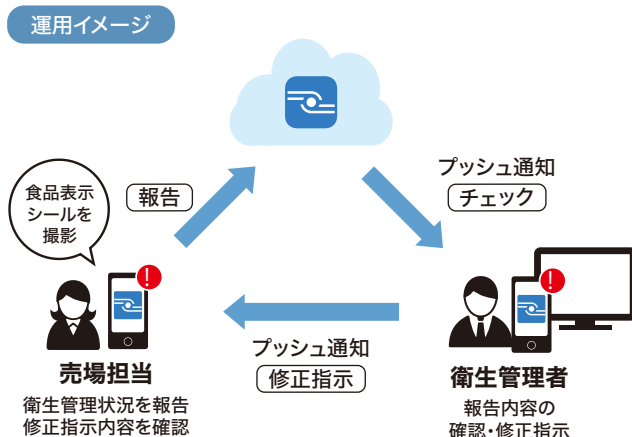 運用イメージ
食品表示
シールを
撮影
報告
プッシュ通知
チェック
プッシュ通知
修正指示
売場担当
衛生管理状況を報告
修正指示内容を確認
衛生管理者
報告内容の
確認・修正指示